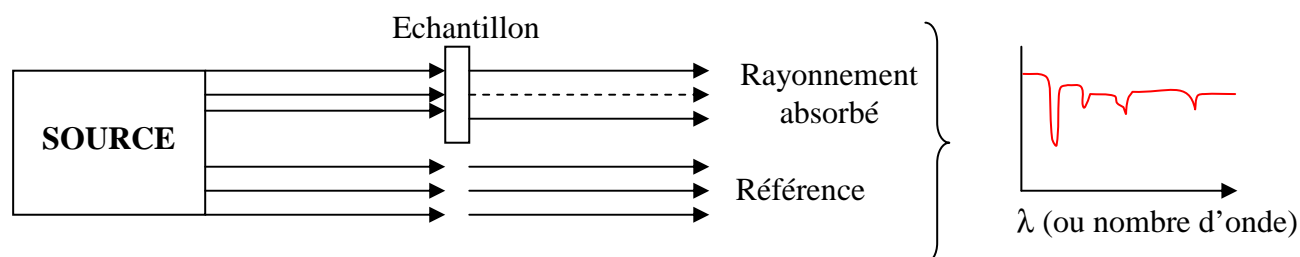 Echantillon
SOURCE
Rayonnement
absorbé
Référence
λ (ou nombre d’onde)